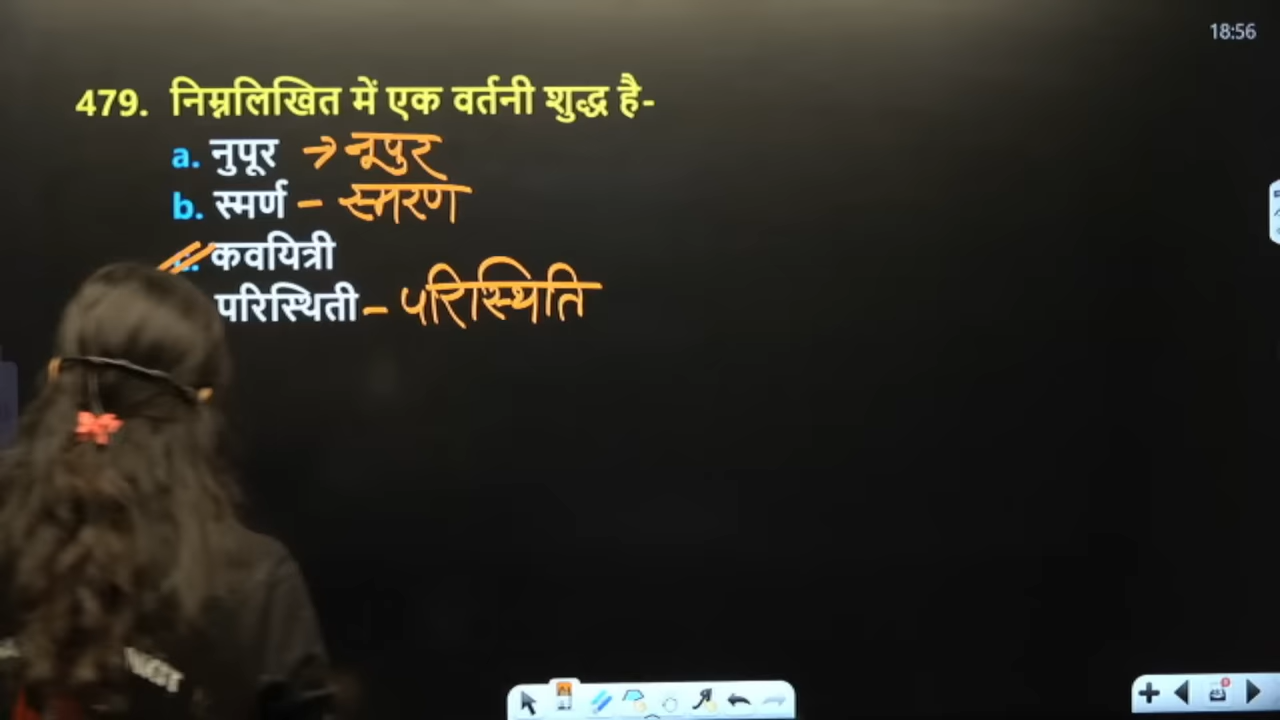 18:56
479. निम्नलिखित में एक वर्तनी शुद्ध है-
a. नुपूर → नूपुर
b. स्मर्ण - स्मरण
c. कवयित्री
परिस्थिती - परिस्थिति